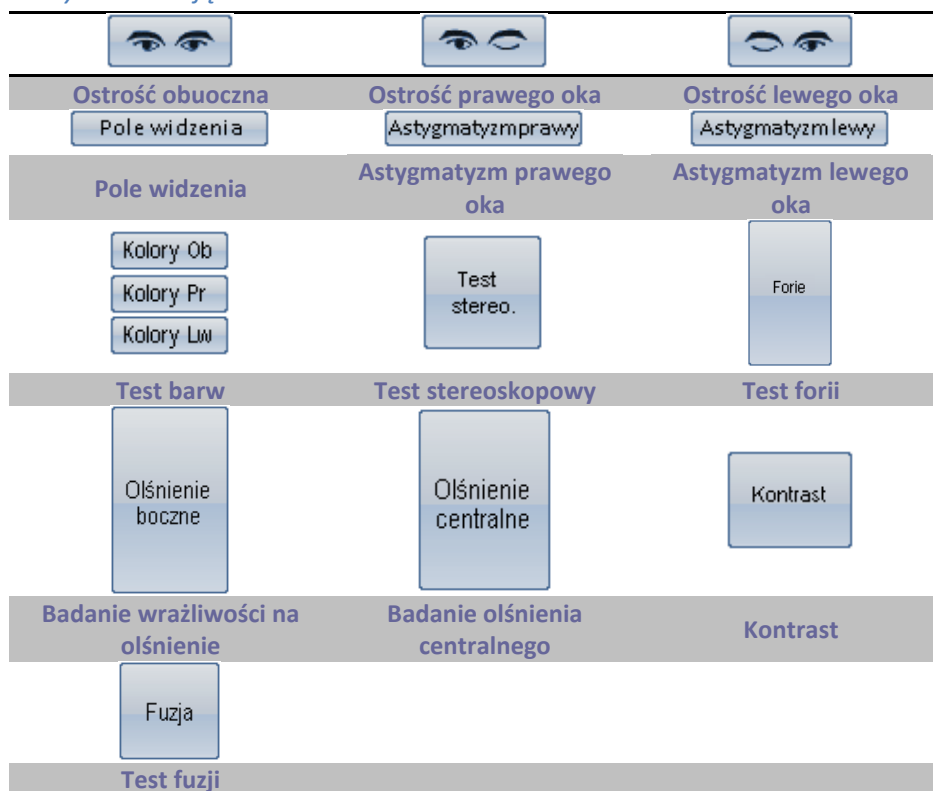 Ostrość obuoczna Ostrość prawego oka Ostrość lewego oka
Pole widzenia Astygmatyzmprawy Astygmatyzmlewy
Pole widzenia Astygmatyzm prawego oka Astygmatyzm lewego oka
Kolory Ob
Kolory Pr
Kolory Lw
Test stereo.
Forie
Test barw Test stereoskopowy Test forii
Olśnienie boczne
Olśnienie centralne
Kontrast
Badanie wrażliwości na olśnienie
Badanie olśnienia centralnego
Kontrast
Fuzja
Test fuzji